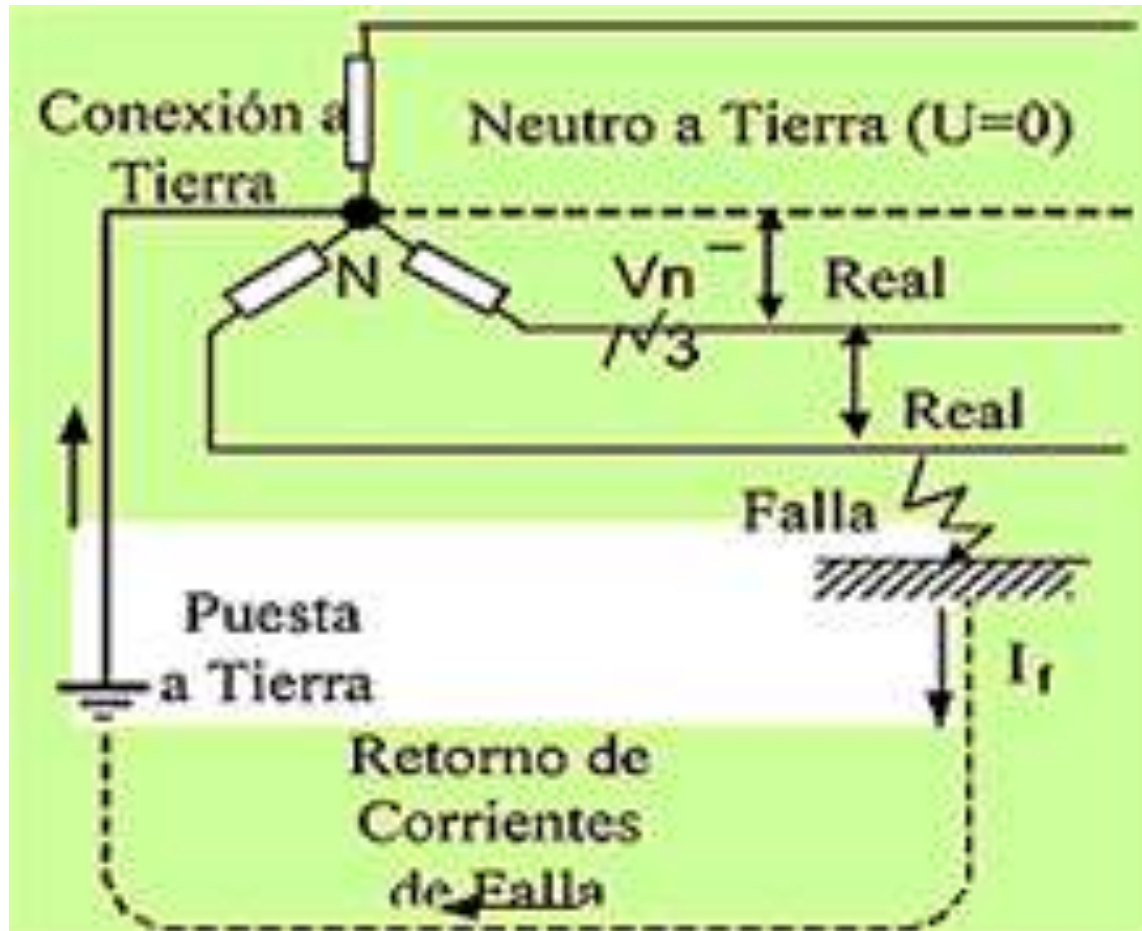 Conexión a
Tierra
Neutro a Tierra (U=0)
N
Vn
/√3
Real
Real
Falla
Puesta
a Tierra
If
Retorno de
Corrientes
de Falla